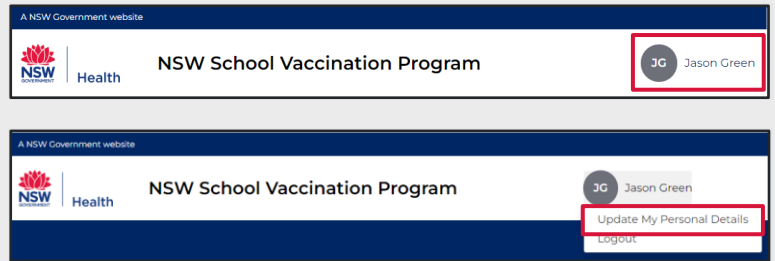 A NSW Government website
NSW GOVERNMENT
Health
NSW School Vaccination Program
JG Jason Green
A NSW Government website
NSW GOVERNMENT
Health
NSW School Vaccination Program
JG Jason Green
Update My Personal Details
Logout